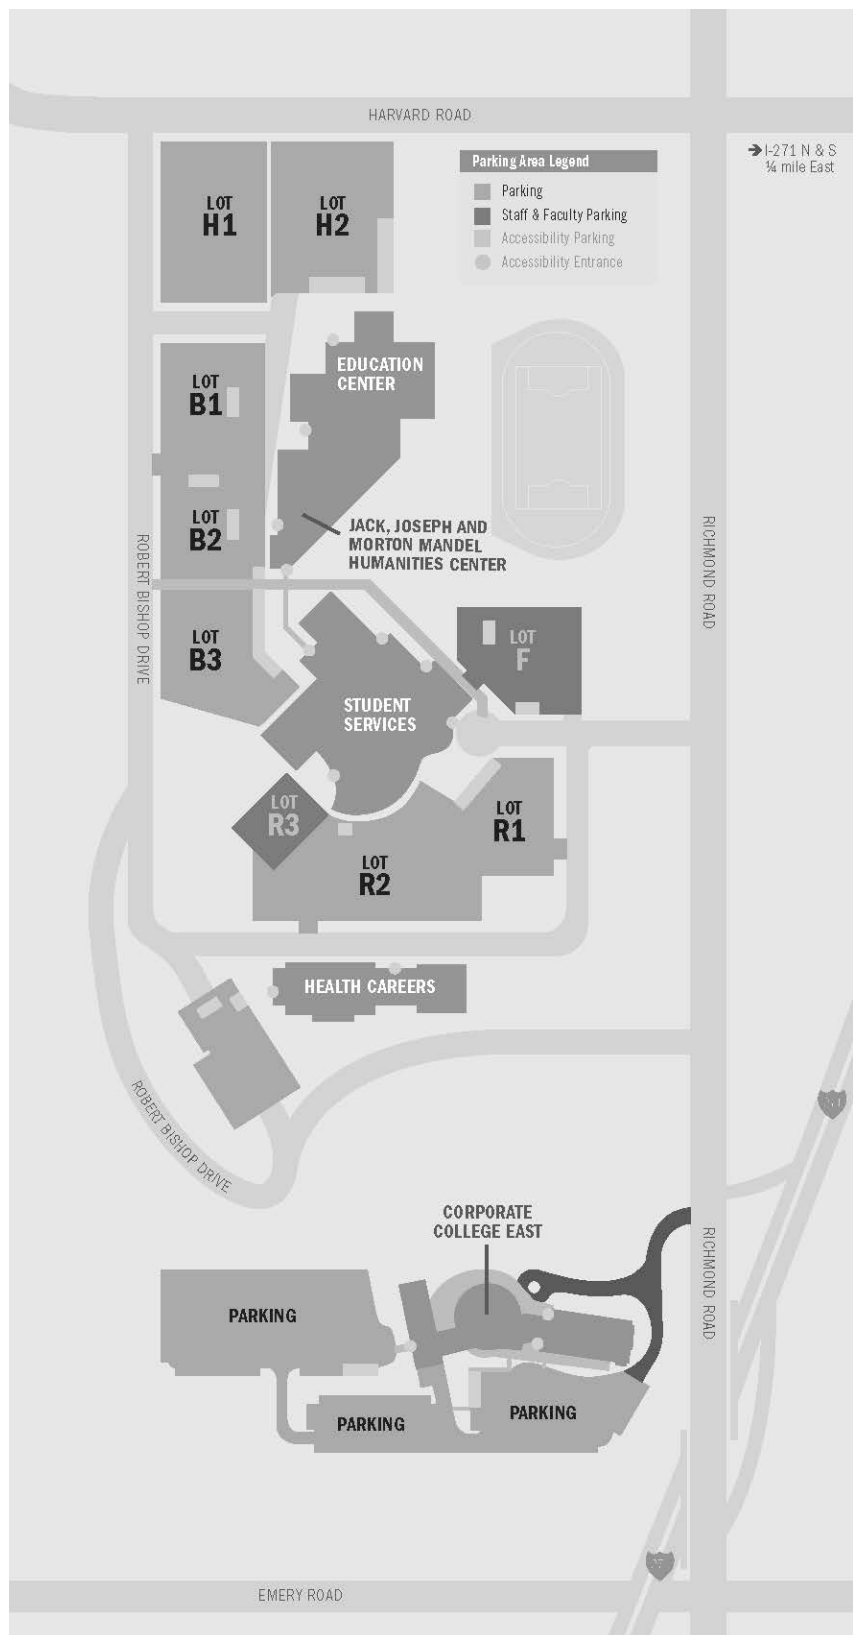 HARVARD ROAD
I-271 N & S
¼ mile East
Parking Area Legend
Parking
Staff & Faculty Parking
Accessibility Parking
Accessibility Entrance
LOT
H1
LOT
H2
EDUCATION
CENTER
LOT
B1
LOT
B2
JACK, JOSEPH AND
MORTON MANDEL
HUMANITIES CENTER
RICHMOND ROAD
ROBERT BISHOP DRIVE
LOT
B3
LOT
F
STUDENT
SERVICES
LOT
R3
LOT
R1
LOT
R2
HEALTH CAREERS
ROBERT BISHOP DRIVE
CORPORATE
COLLEGE EAST
RICHMOND ROAD
PARKING
PARKING
PARKING
EMERY ROAD